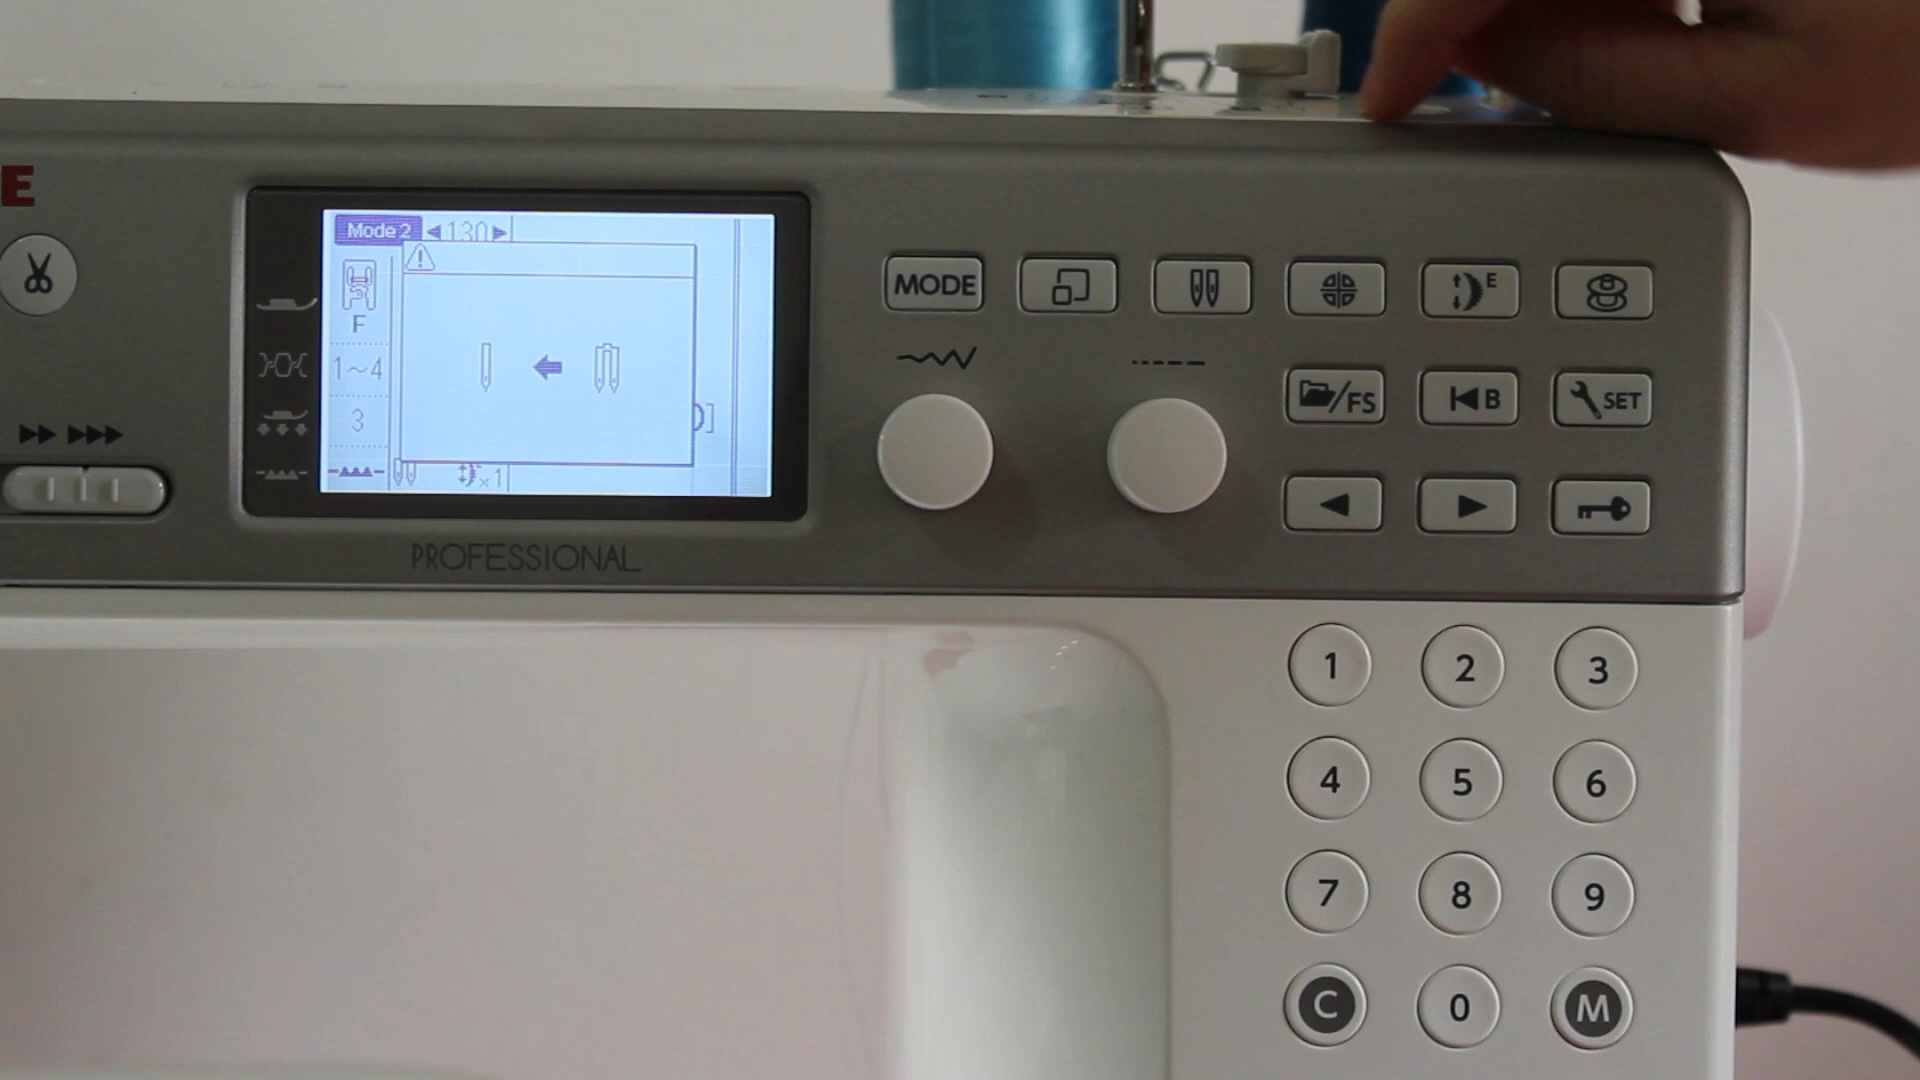 E
Mode 2 130
F
1~4
3
×1
PROFESSIONAL
MODE
E
/FS
B
SET
1 2 3
4 5 6
7 8 9
C 0 M